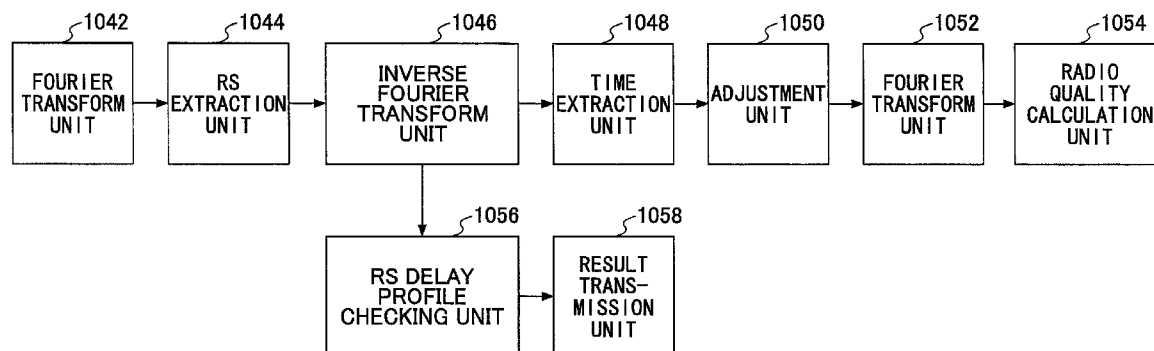 1042
FOURIER
TRANSFORM
UNIT
1044
RS
EXTRACTION
UNIT
1046
INVERSE
FOURIER
TRANSFORM
UNIT
1048
TIME
EXTRACTION
UNIT
1050
ADJUSTMENT
UNIT
1052
FOURIER
TRANSFORM
UNIT
1054
RADIO
QUALITY
CALCULATION
UNIT
1056
RS DELAY
PROFILE
CHECKING UNIT
1058
RESULT
TRANS-
MISSION
UNIT